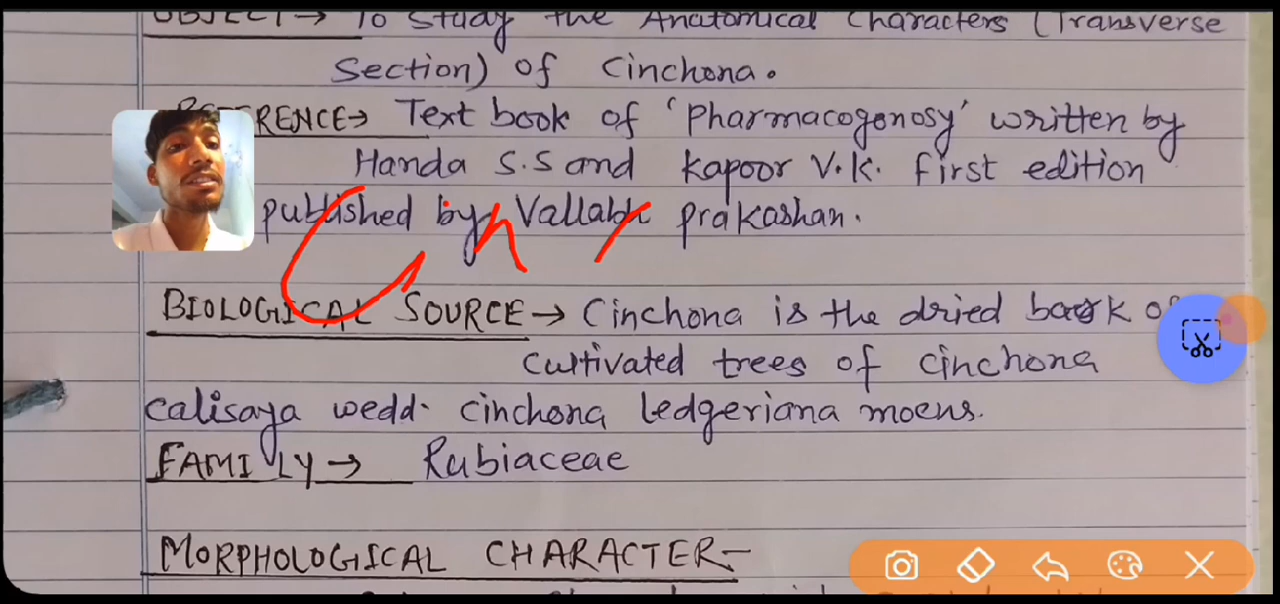 OBJECT → To study the Anatomical Characters (Transverse
Section) of Cinchona.
REFERENCE → Text book of 'Pharmacogonosy' written by
Handa S.S and Kapoor V.K. first edition
published by Vallabh prakashan.
BIOLOGICAL SOURCE → Cinchona is the dried bark of
cultivated trees of cinchona
calisaya wedd. cinchona ledgeriana moens.
FAMILY → Rubiaceae
MORPHOLOGICAL CHARACTER-